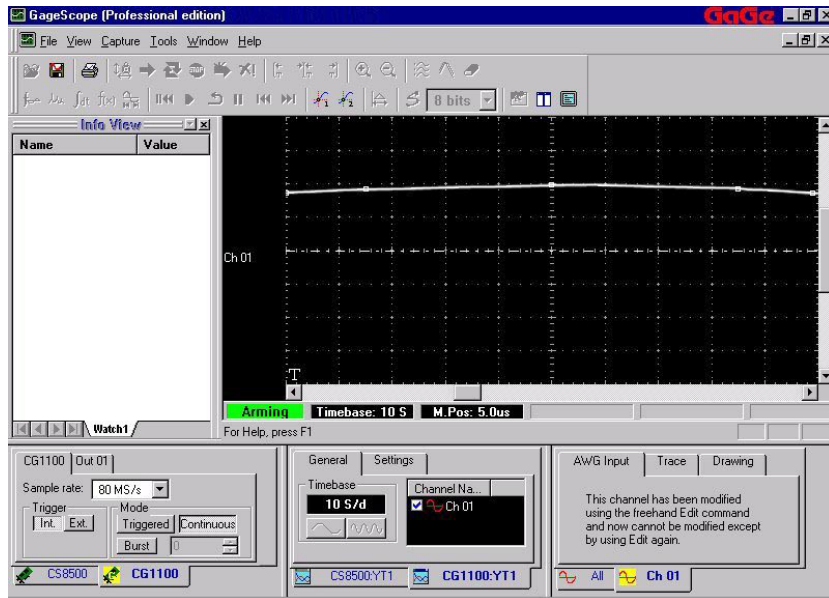 GageScope (Professional edition)
GaGe
File View Capture Tools Window Help
8 bits
Info View
Name Value
Ch 01
T
Watch1
Arming Timebase: 10 S M.Pos: 5.0us
For Help, press F1
CG1100 Out 01
Sample rate: 80 MS/s
Trigger Mode
Int. Ext. Triggered Continuous
Burst 0
CS8500 CG1100
General Settings
Timebase Channel Na...
10 S/d Ch 01
CS8500:YT1 CG1100:YT1
AWG Input Trace Drawing
This channel has been modified
using the freehand Edit command
and now cannot be modified except
by using Edit again.
All Ch 01